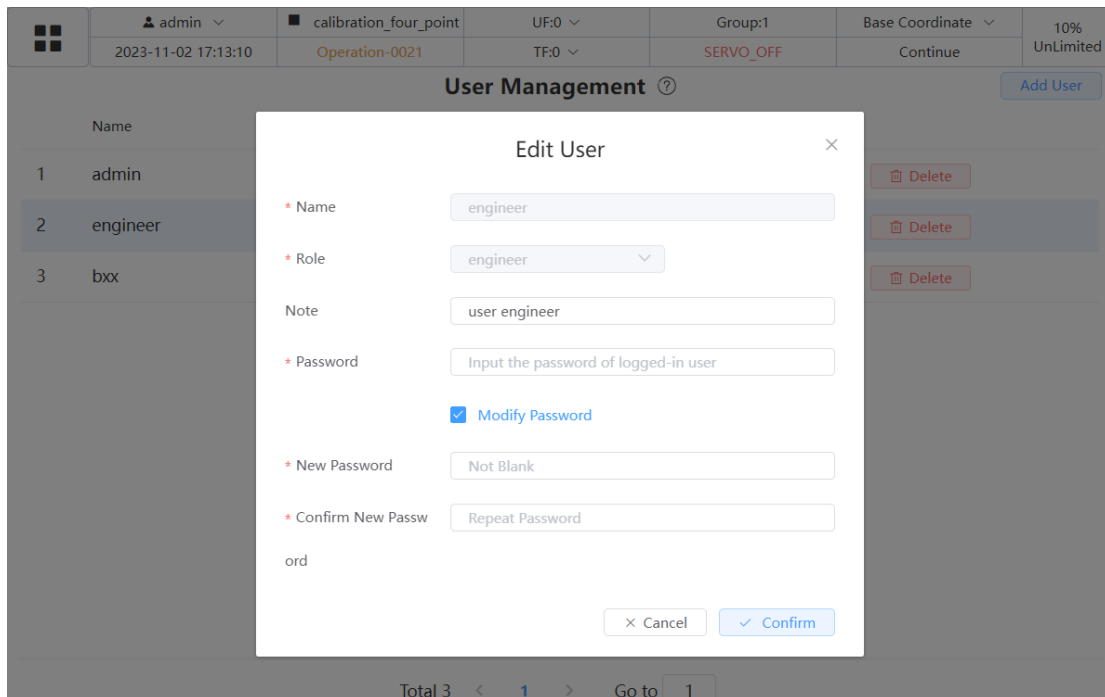 admin
calibration_four_point
UF:0
Group:1
Base Coordinate
10%
UnLimited
2023-11-02 17:13:10
Operation-0021
TF:0
SERVO_OFF
Continue
User Management
Add User
Name
Edit User
1 admin
Delete
* Name
engineer
2 engineer
Delete
* Role
engineer
3 bxx
Delete
Note
user engineer
* Password
Input the password of logged-in user
Modify Password
* New Password
Not Blank
* Confirm New Passw
ord
Repeat Password
Cancel
Confirm
Total 3 < 1 > Go to 1